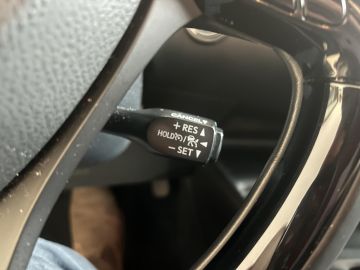 CANCEL
+ RES ▲
HOLD / ◄
− SET ▼